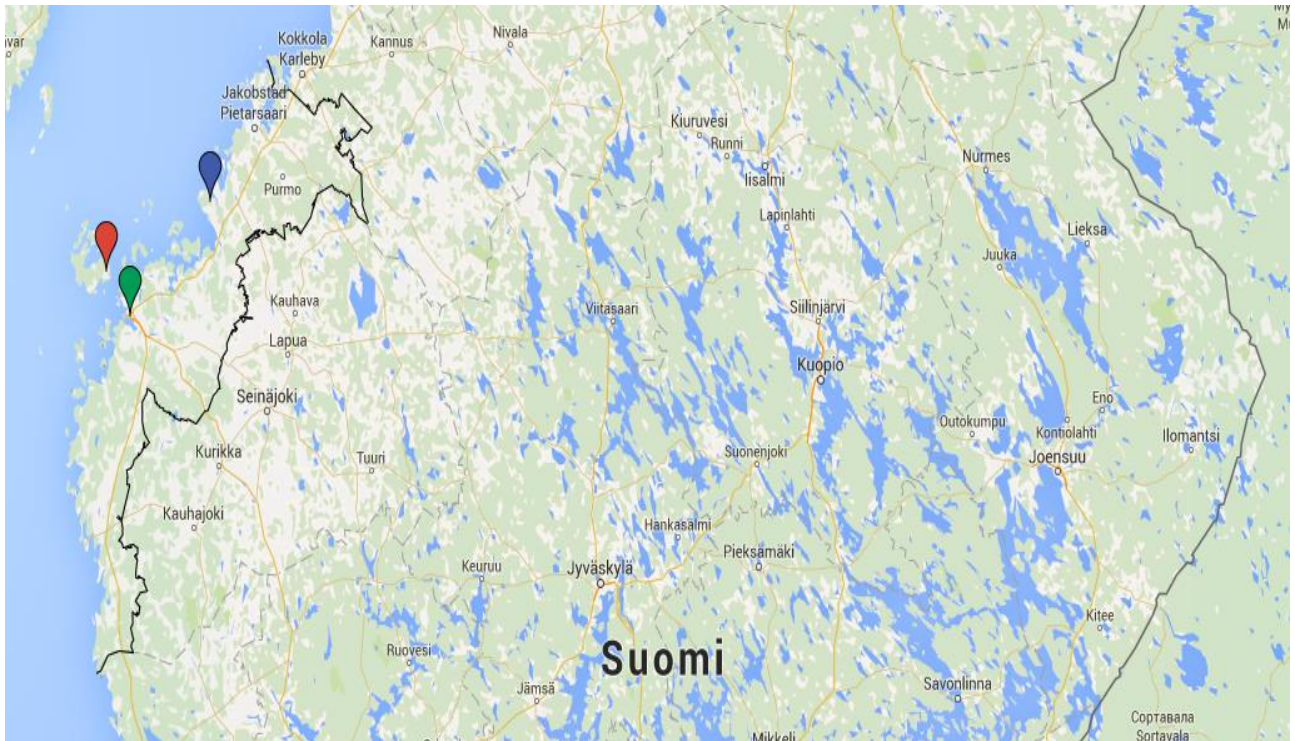 var
Kokkola
Karleby
Kannus
Nivala
Jakobstad
Pietarsaari
Kiuruvesi
Runni
Iisalmi
Nurmes
Purmo
Lapinlahti
Lieksa
Juuka
Kauhava
Viitasaari
Siilinjärvi
Lapua
Kuopio
Seinäjoki
Eno
Outokumpu
Kontiolahti
Ilomantsi
Kurikka
Tuuri
Suonenjoki
Joensuu
Kauhajoki
Hankasalmi
Pieksämäki
Keuruu
Jyväskylä
Kitee
Ruovesi
Suomi
Jämsä
Savonlinna
Сортавала
Sortavala
Mikkeli